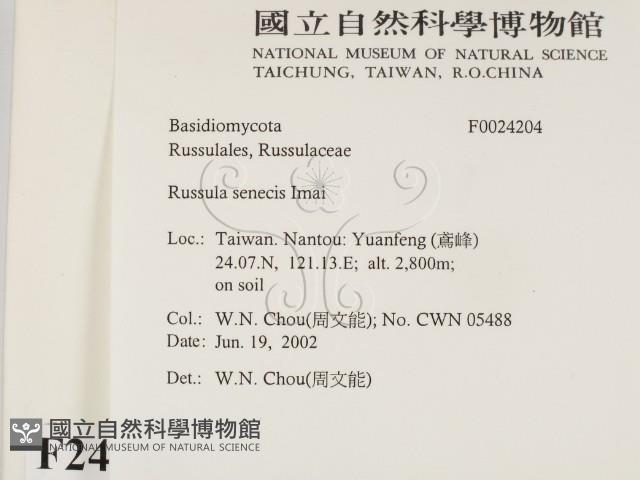 國立自然科學博物館
NATIONAL MUSEUM OF NATURAL SCIENCE
TAICHUNG, TAIWAN, R.O.CHINA
Basidiomycota F0024204
Russulales, Russulaceae
Russula senecis Imai
Loc.: Taiwan. Nantou: Yuanfeng (鳶峰)
24.07.N, 121.13.E; alt. 2,800m;
on soil
Col.: W.N. Chou(周文能); No. CWN 05488
Date: Jun. 19, 2002
Det.: W.N. Chou(周文能)
國立自然科學博物館
NATIONAL MUSEUM OF NATURAL SCIENCE
F24